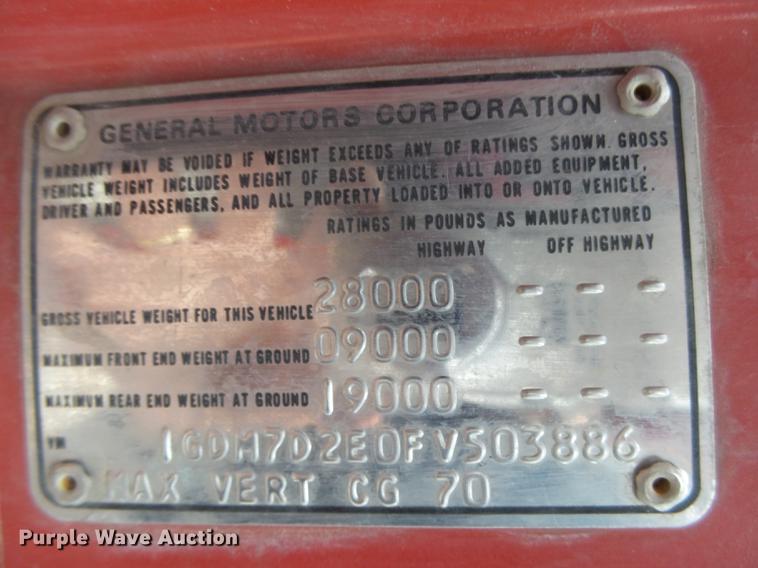 GENERAL MOTORS CORPORATION
WARRANTY MAY BE VOIDED IF WEIGHT EXCEEDS ANY OF RATINGS SHOWN. GROSS
VEHICLE WEIGHT INCLUDES WEIGHT OF BASE VEHICLE. ALL ADDED EQUIPMENT,
DRIVER AND PASSENGERS, AND ALL PROPERTY LOADED INTO OR ONTO VEHICLE.
RATINGS IN POUNDS AS MANUFACTURED
HIGHWAY OFF HIGHWAY
GROSS VEHICLE WEIGHT FOR THIS VEHICLE 28000 - - -
MAXIMUM FRONT END WEIGHT AT GROUND 09000 - - -
MAXIMUM REAR END WEIGHT AT GROUND 19000 - - -
1GDM7D2E0FV503886
MAX VERT CG 70
Purple Wave Auction